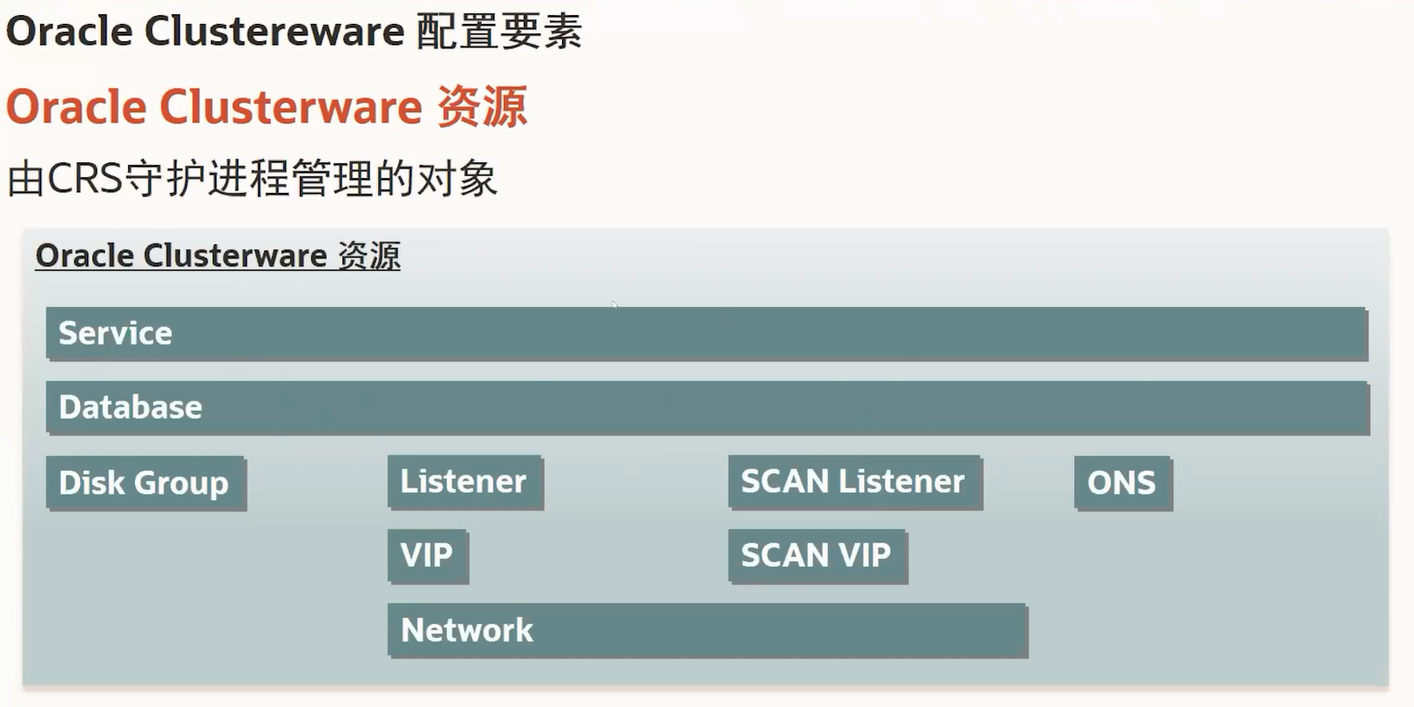 Oracle Clustereware 配置要素
Oracle Clusterware 资源
由CRS守护进程管理的对象
Oracle Clusterware 资源
Service
Database
Disk Group
Listener
SCAN Listener
ONS
VIP
SCAN VIP
Network